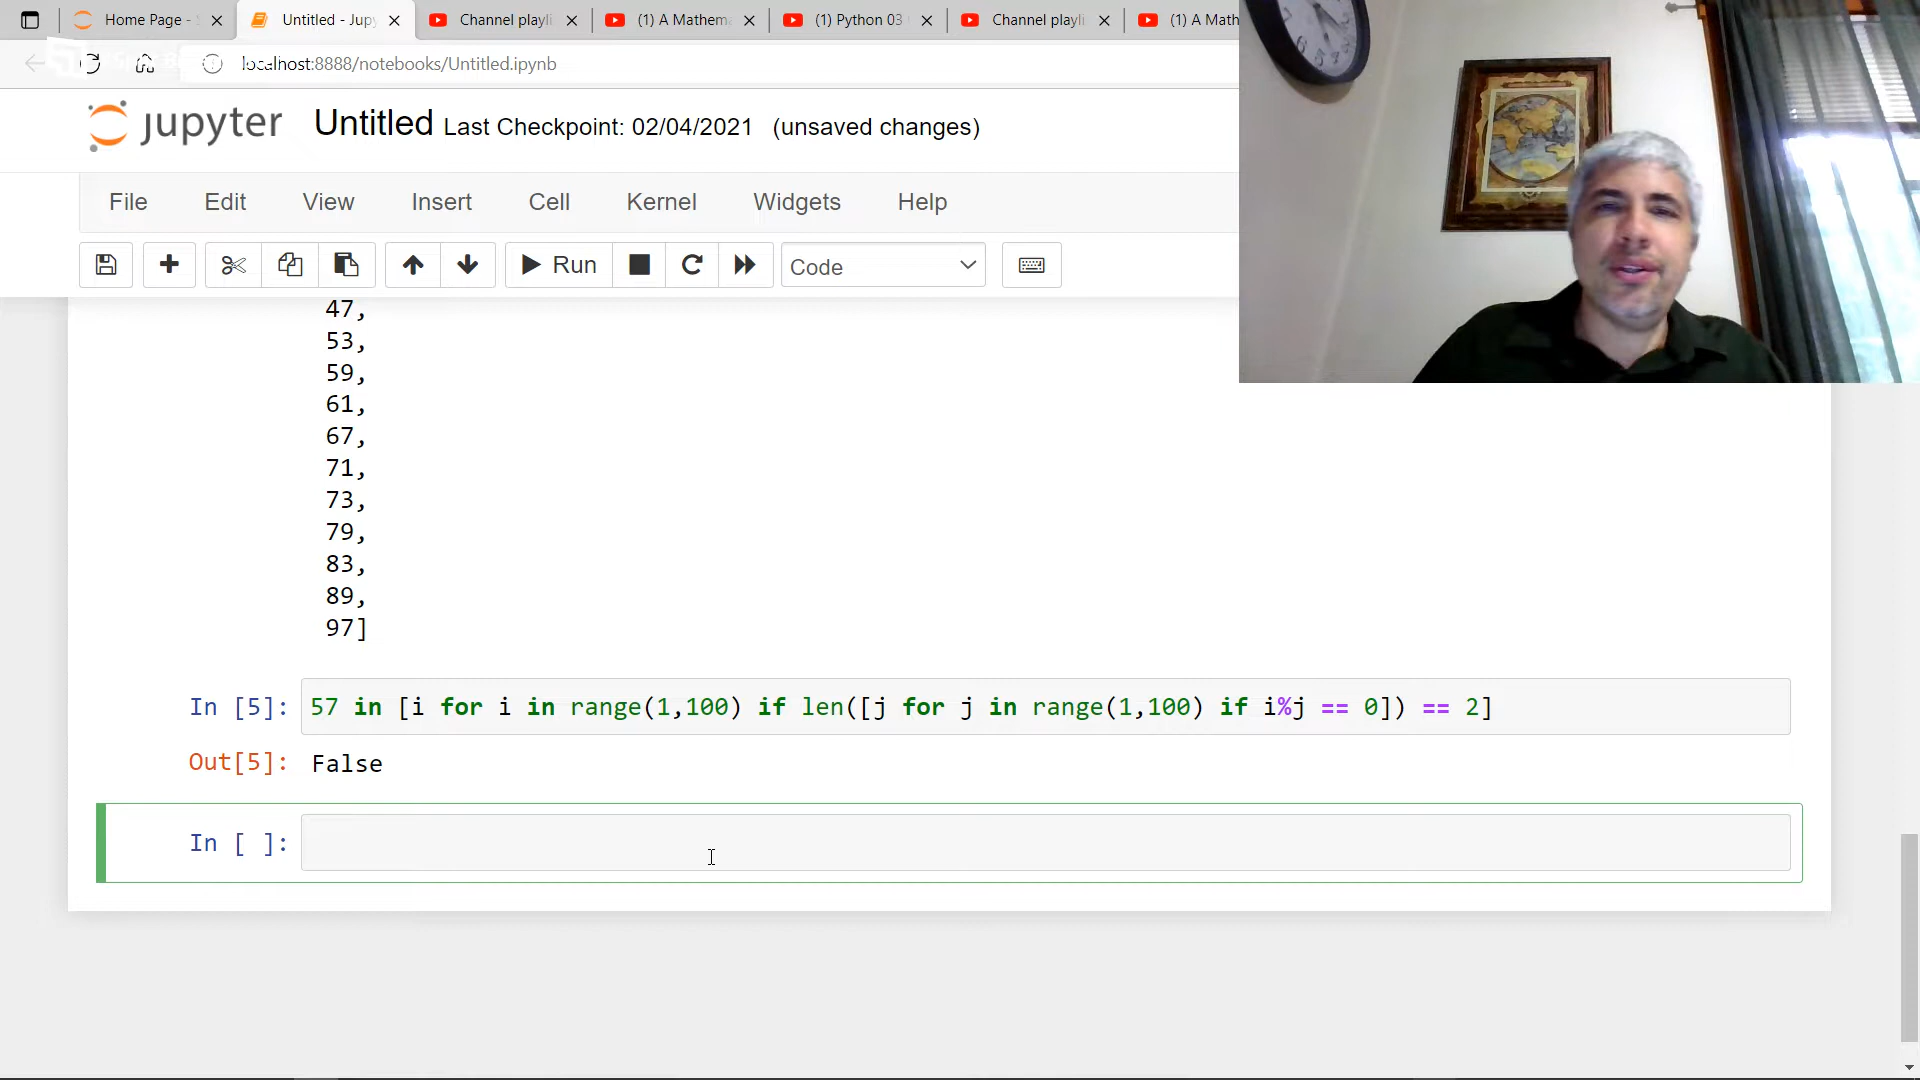 Home Page -
Untitled - Jup
Channel playli
(1) A Mathema
(1) Python 03
Channel playli
(1) A Math
localhost:8888/notebooks/Untitled.ipynb
jupyter Untitled Last Checkpoint: 02/04/2021 (unsaved changes)
File Edit View Insert Cell Kernel Widgets Help
Run Code
47,
53,
59,
61,
67,
71,
73,
79,
83,
89,
97]
In [5]: 57 in [i for i in range(1,100) if len([j for j in range(1,100) if i%j == 0]) == 2]
Out[5]: False
In [ ]: